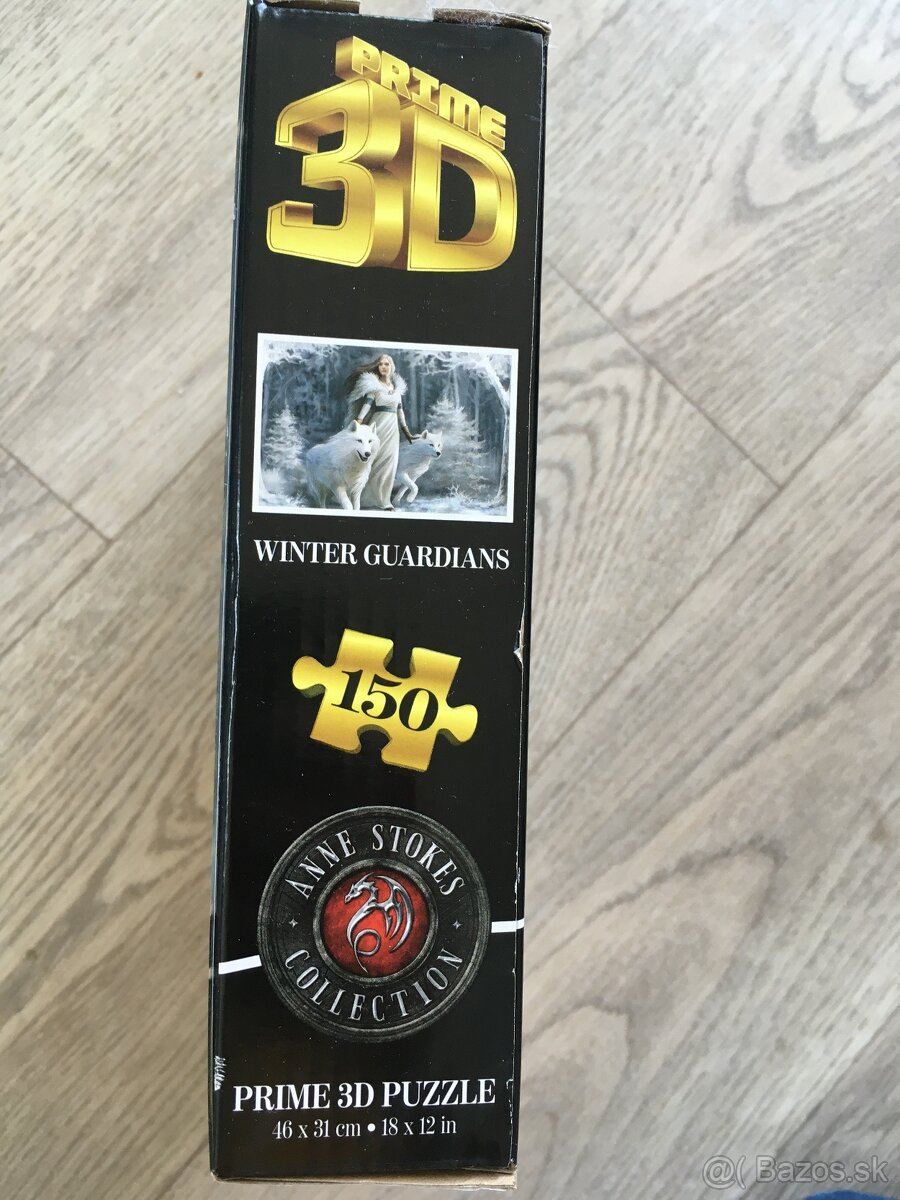 PRIME
3D
WINTER GUARDIANS
150
ANNE STOKES
COLLECTION
PRIME 3D PUZZLE
46 x 31 cm • 18 x 12 in
@( Bazos.sk